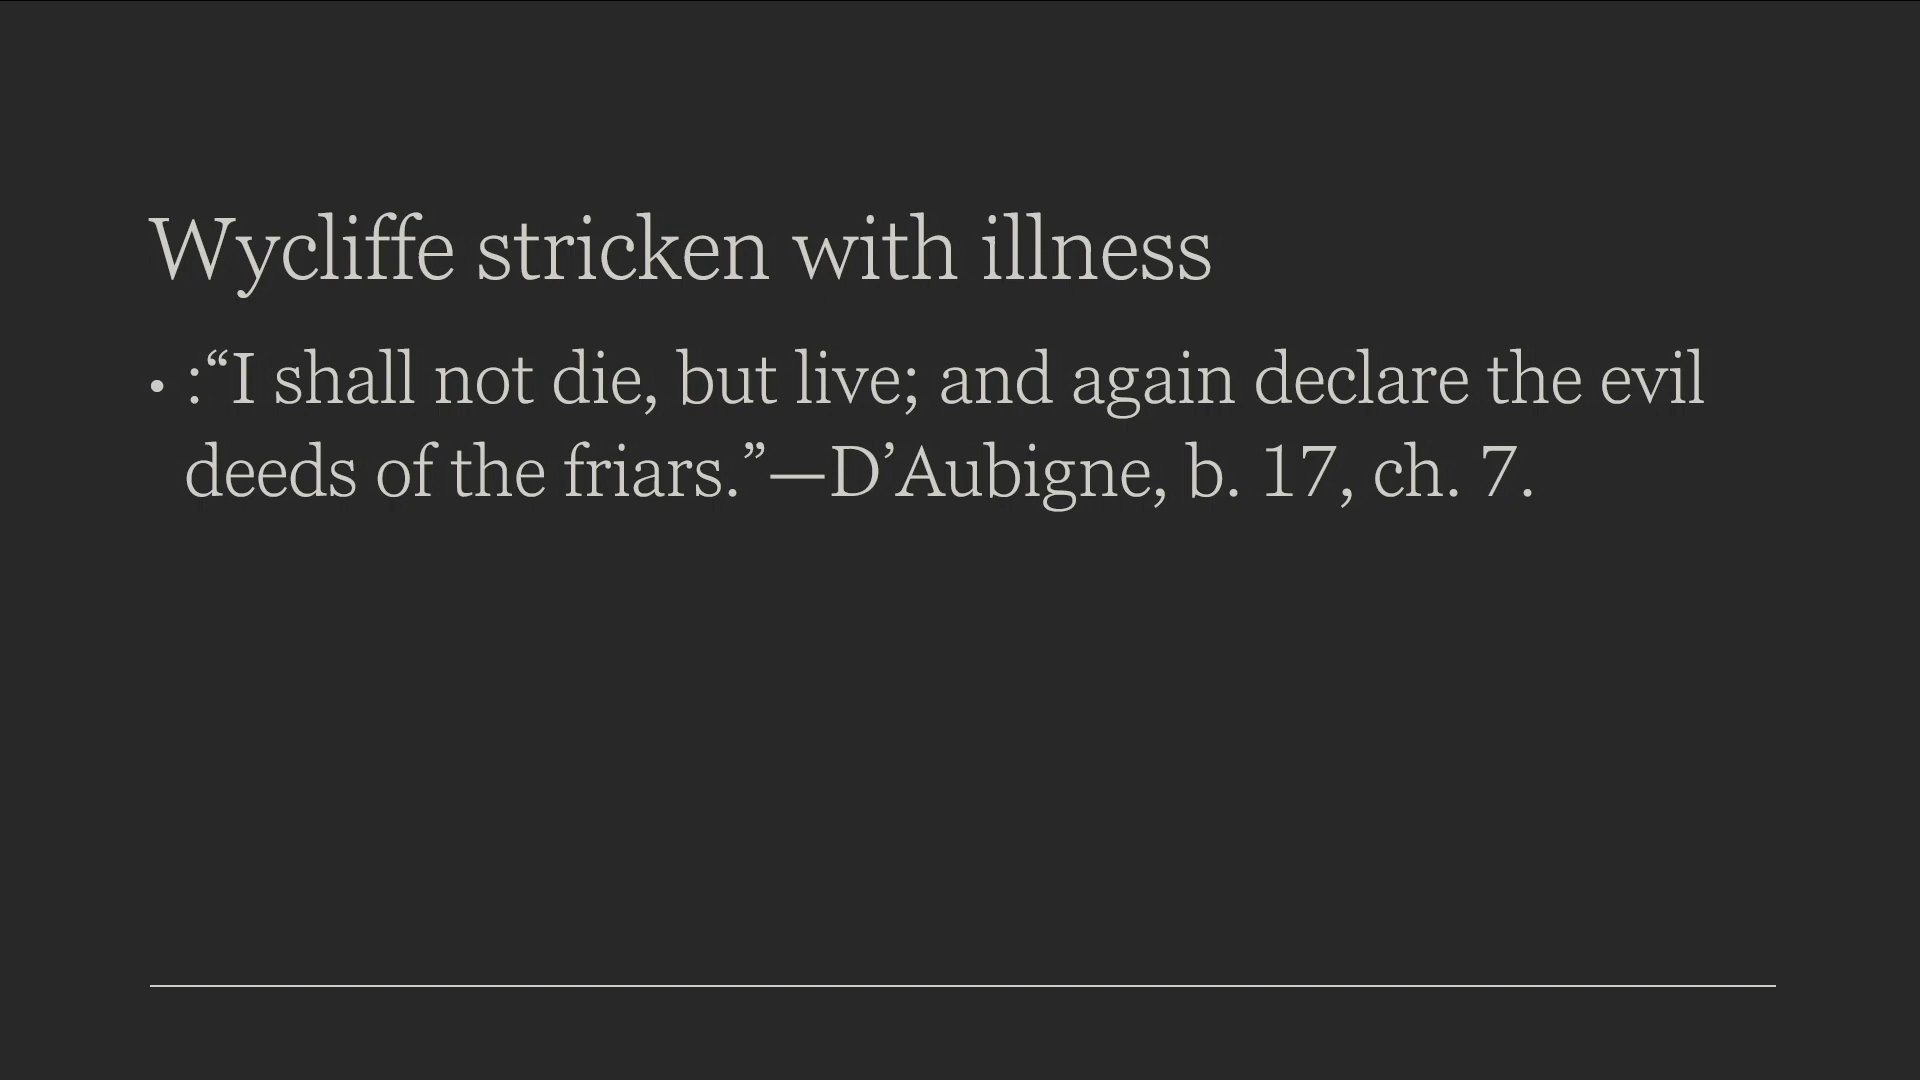 Wycliffe stricken with illness
• :“I shall not die, but live; and again declare the evil
deeds of the friars.”—D’Aubigne, b. 17, ch. 7.